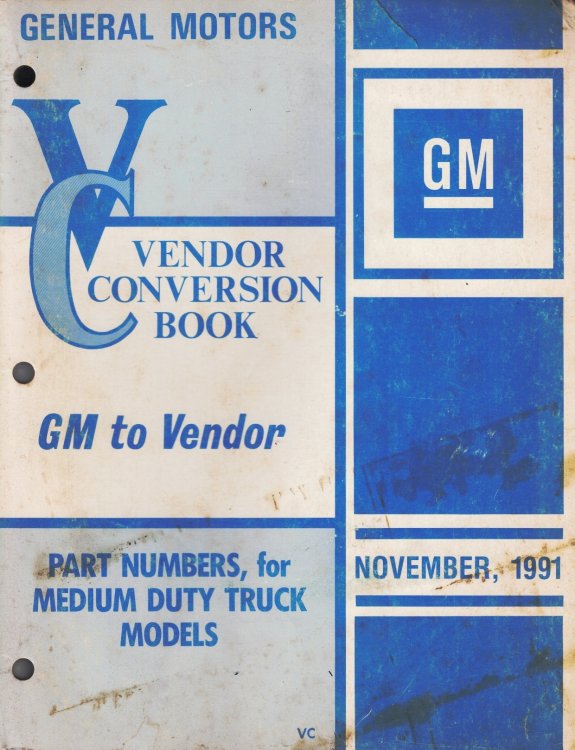 GENERAL MOTORS
GM
VC
VENDOR
CONVERSION
BOOK
GM to Vendor
PART NUMBERS, for
MEDIUM DUTY TRUCK
MODELS
NOVEMBER, 1991
VC